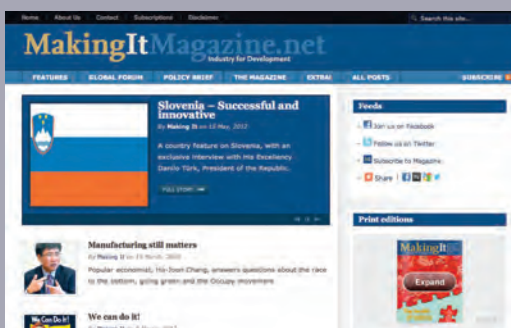 Home About Us Contact Subscriptions Disclaimer
Search this site...
MakingItMagazine.net
Industry for Development
FEATURES GLOBAL FORUM POLICY BRIEF THE MAGAZINE EXTRA! ALL POSTS SUBSCRIBE
Slovenia – Successful and
innovative
By Making It on 15 May, 2012
A country feature on Slovenia, with an
exclusive interview with His Excellency
Danilo Türk, President of the Republic.
FULL STORY
Manufacturing still matters
By Making It on March,
Popular economist, Ha-Joon Chang, answers questions about the race
to the bottom, going green and the Occupy movement
We Can Do It!
We can do it!
Feeds
Join us on Facebook
Follow us on Twitter
Subscribe to Magazine
Share
Print editions
MakingIt
Expand